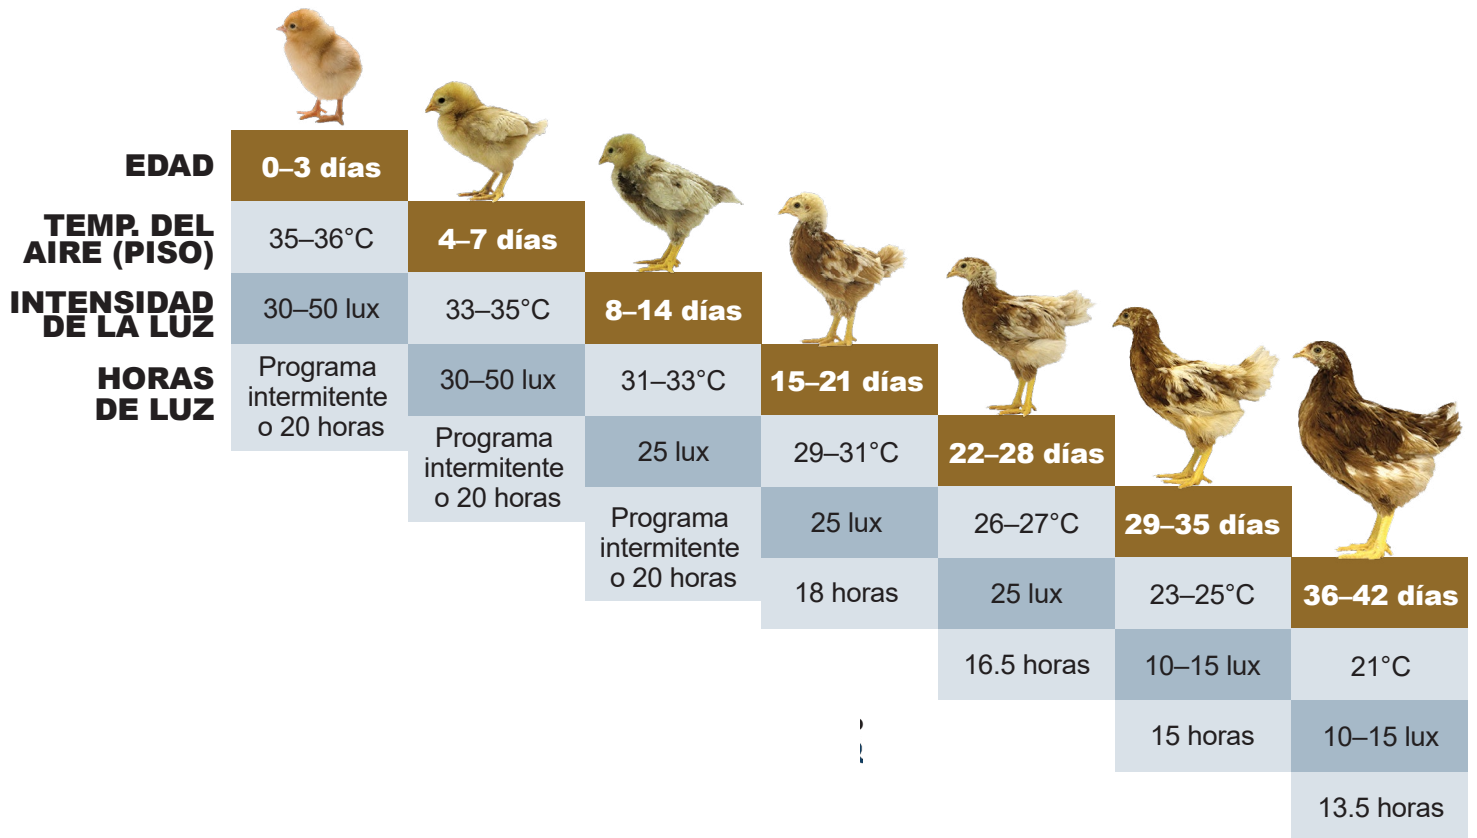 EDAD
0–3 días
TEMP. DEL
AIRE (PISO)
35–36°C
4–7 días
INTENSIDAD
DE LA LUZ
30–50 lux
33–35°C
8–14 días
HORAS
DE LUZ
Programa
intermitente
o 20 horas
30–50 lux
31–33°C
15–21 días
Programa
intermitente
o 20 horas
25 lux
29–31°C
22–28 días
Programa
intermitente
o 20 horas
25 lux
26–27°C
29–35 días
18 horas
25 lux
23–25°C
36–42 días
16.5 horas
10–15 lux
21°C
15 horas
10–15 lux
13.5 horas